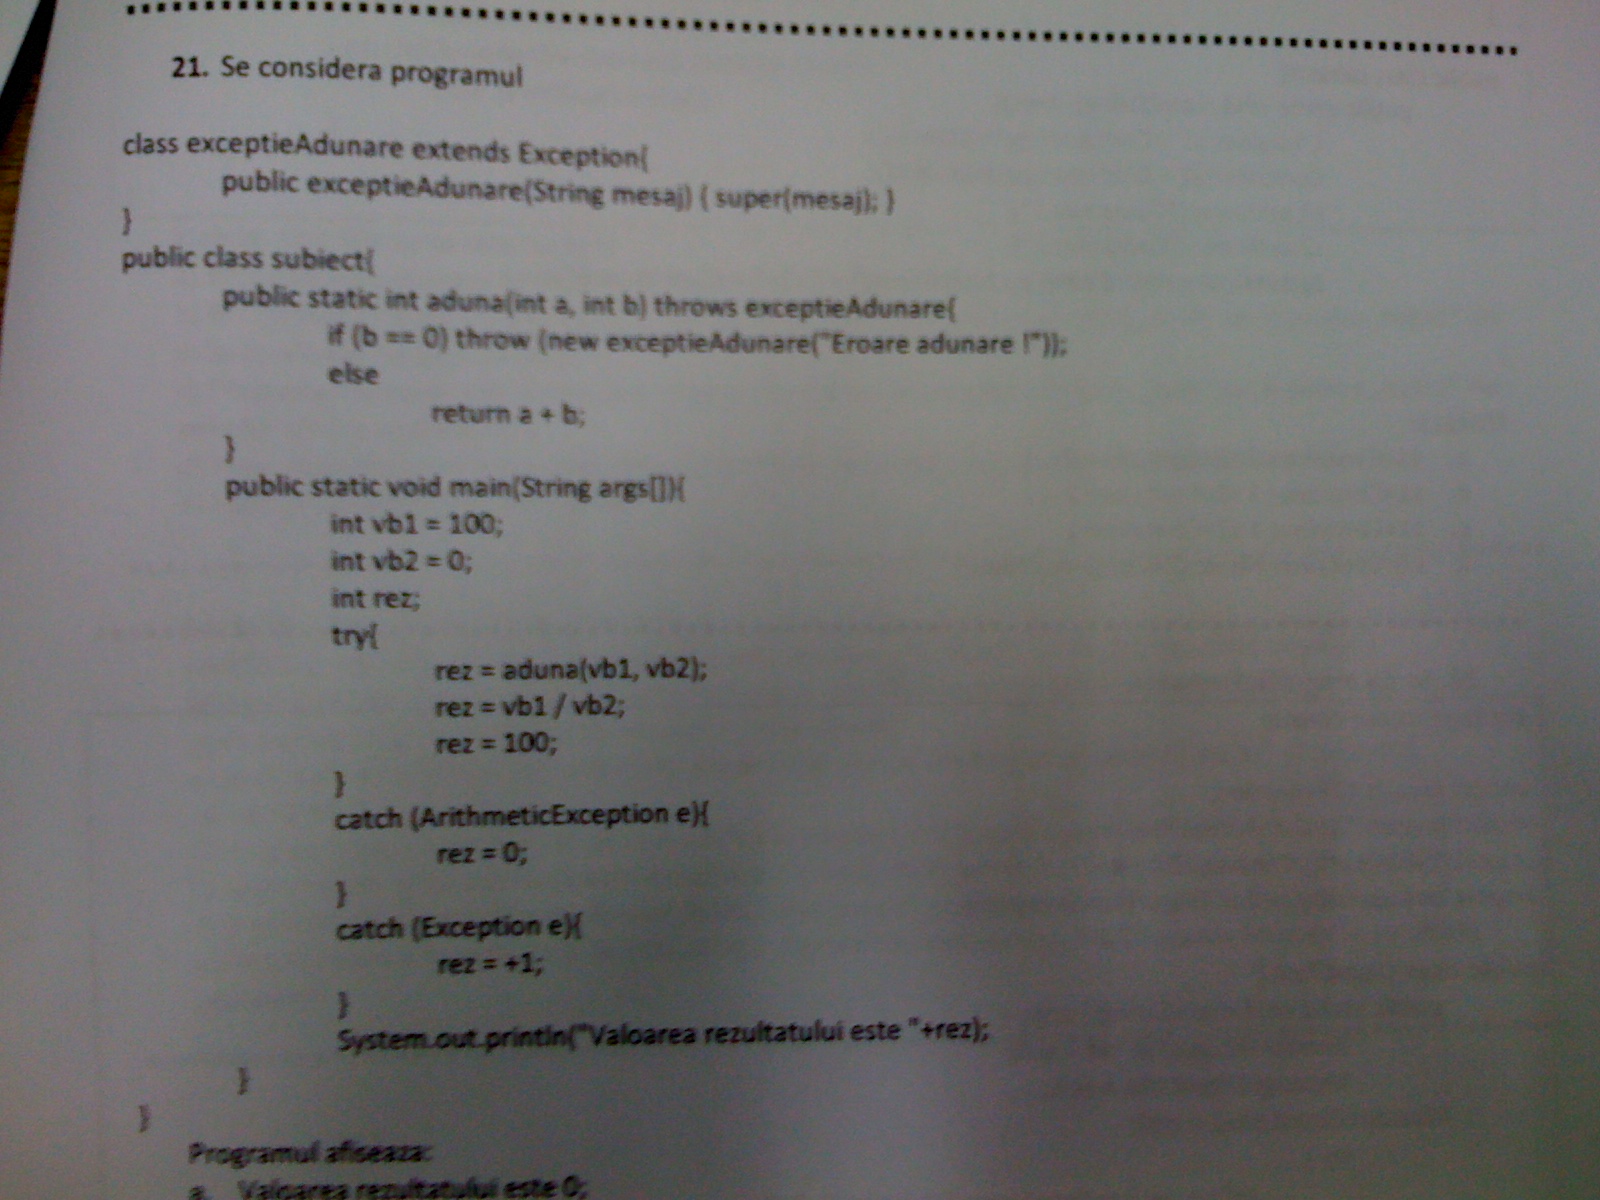 21. Se considera programul
class exceptieAdunare extends Exception{
public exceptieAdunare(String mesaj) { super(mesaj); }
}
public class subiect{
public static int aduna(int a, int b) throws exceptieAdunare{
if (b == 0) throw (new exceptieAdunare("Eroare adunare !"));
else
return a + b;
}
public static void main(String args[]){
int vb1 = 100;
int vb2 = 0;
int rez;
try{
rez = aduna(vb1, vb2);
rez = vb1 / vb2;
rez = 100;
}
catch (ArithmeticException e){
rez = 0;
}
catch (Exception e){
rez = +1;
}
System.out.println("Valoarea rezultatului este "+rez);
}
}
Programul afiseaza:
a. Valoarea rezultatului este 0;